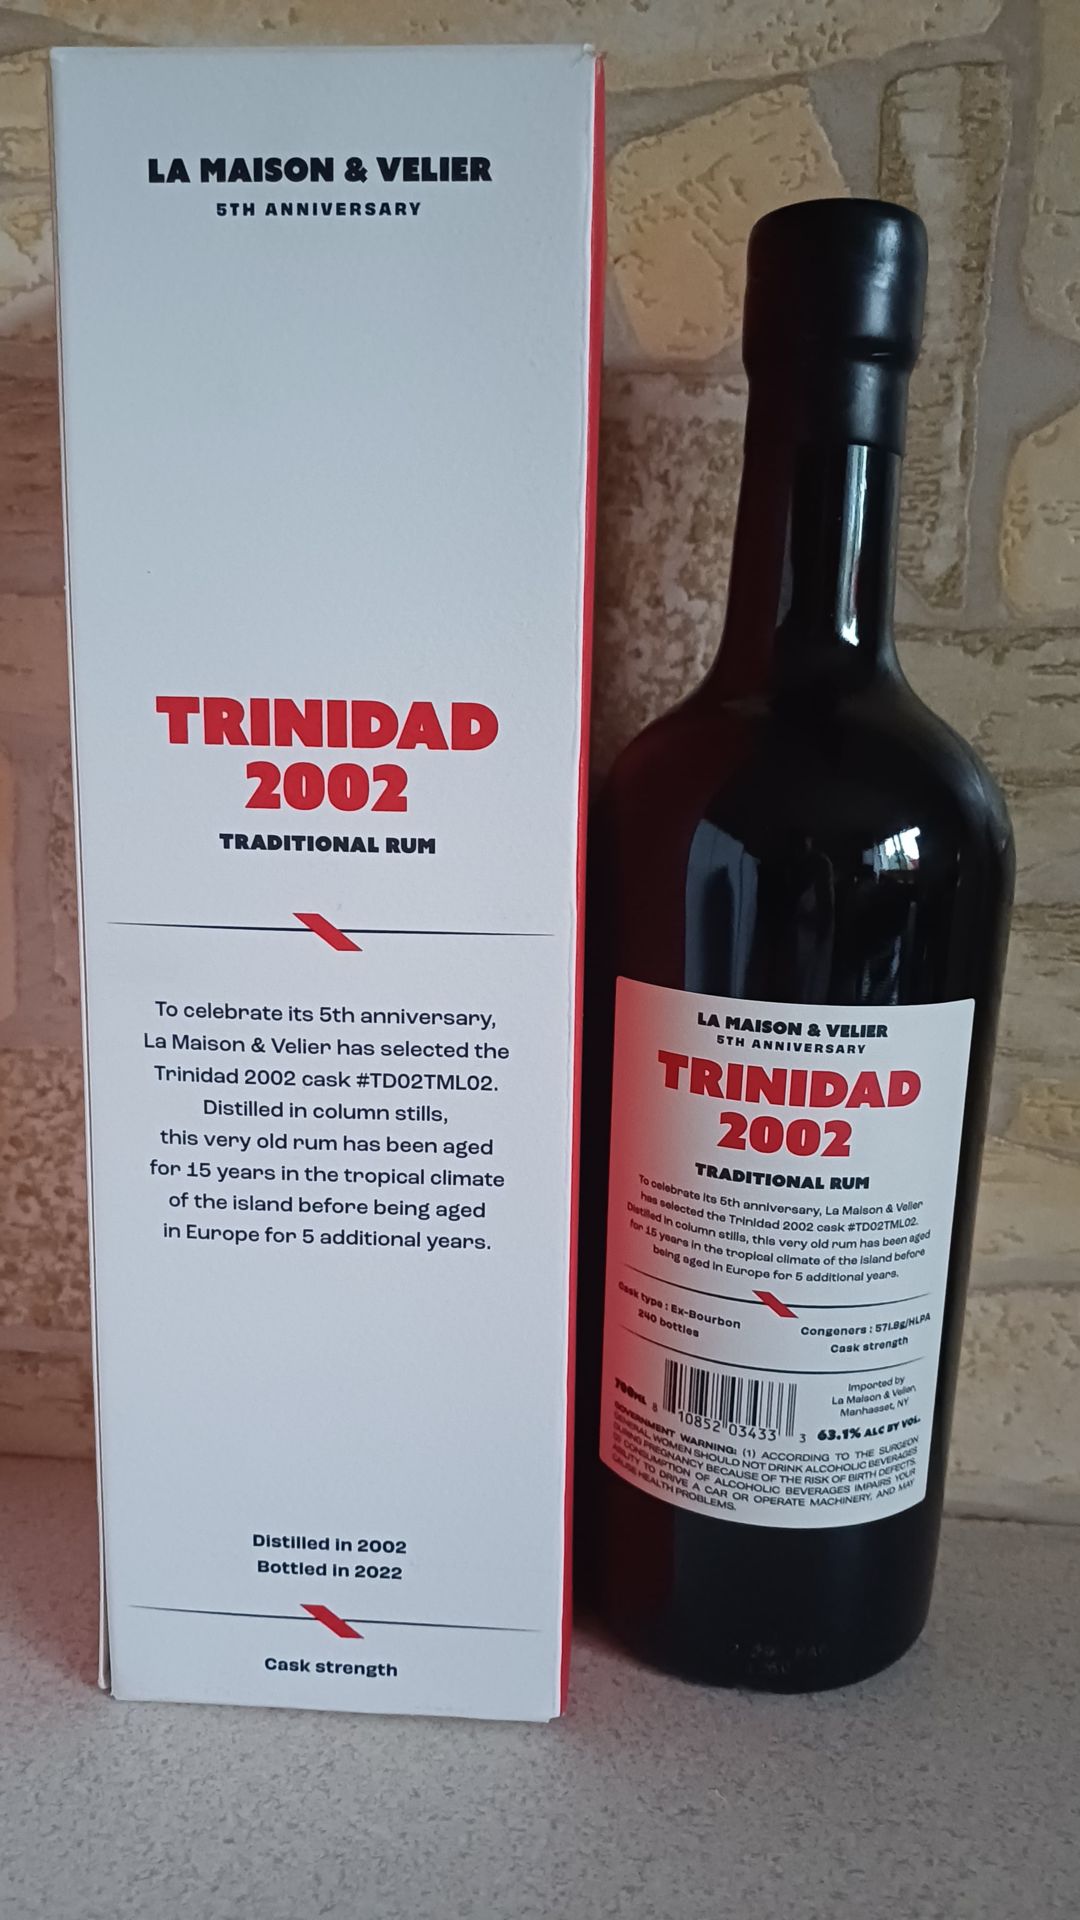 LA MAISON & VELIER
5TH ANNIVERSARY
TRINIDAD
2002
TRADITIONAL RUM
To celebrate its 5th anniversary,
La Maison & Velier has selected the
Trinidad 2002 cask #TD02TML02.
Distilled in column stills,
this very old rum has been aged
for 15 years in the tropical climate
of the island before being aged
in Europe for 5 additional years.
Distilled in 2002
Bottled in 2022
Cask strength
LA MAISON & VELIER
5TH ANNIVERSARY
TRINIDAD
2002
TRADITIONAL RUM
To celebrate its 5th anniversary, La Maison & Velier
has selected the Trinidad 2002 cask #TD02TML02.
Distilled in column stills, this very old rum has been aged
for 15 years in the tropical climate of the island before
being aged in Europe for 5 additional years.
Cask type : Ex-Bourbon
240 bottles
Congeners : 571.8g/HLPA
Cask strength
700ML
8 10852 03433 3
Imported by
La Maison & Velier,
Manhasset, NY
63.1% ALC BY VOL.
GOVERNMENT WARNING: (1) ACCORDING TO THE SURGEON
GENERAL WOMEN SHOULD NOT DRINK ALCOHOLIC BEVERAGES
DURING PREGNANCY BECAUSE OF THE RISK OF BIRTH DEFECTS.
(2) CONSUMPTION OF ALCOHOLIC BEVERAGES IMPAIRS YOUR
ABILITY TO DRIVE A CAR OR OPERATE MACHINERY, AND MAY
CAUSE HEALTH PROBLEMS.